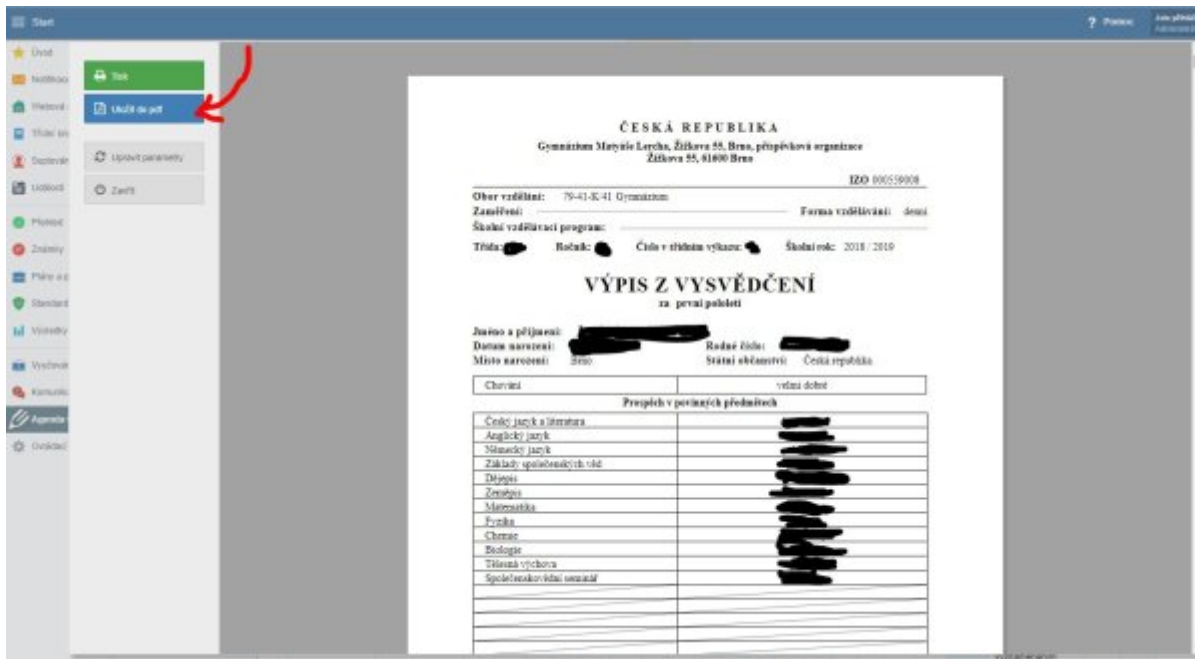 Start
? Pomoc
Úvod
Tisk
Uložit do pdf
Upravit parametry
Zavřít
Známky
Agenda
ČESKÁ REPUBLIKA
Gymnázium Matyáše Lercha, Žižkova 55, Brno, příspěvková organizace
Žižkova 55, 61600 Brno
IZO 000559008
Obor vzdělání: 79-41-K/41 Gymnázium
Zaměření: Forma vzdělávání: denní
Školní vzdělávací program:
Třída: Ročník: Číslo v třídním výkazu: Školní rok: 2018 / 2019
VÝPIS Z VYSVĚDČENÍ
za první pololetí
Jméno a příjmení:
Datum narození: Rodné číslo:
Místo narození: Brno Státní občanství: Česká republika
Chování velmi dobré
Prospěch v povinných předmětech
Český jazyk a literatura
Anglický jazyk
Německý jazyk
Základy společenských věd
Dějepis
Zeměpis
Matematika
Fyzika
Chemie
Biologie
Tělesná výchova
Společenskovědní seminář